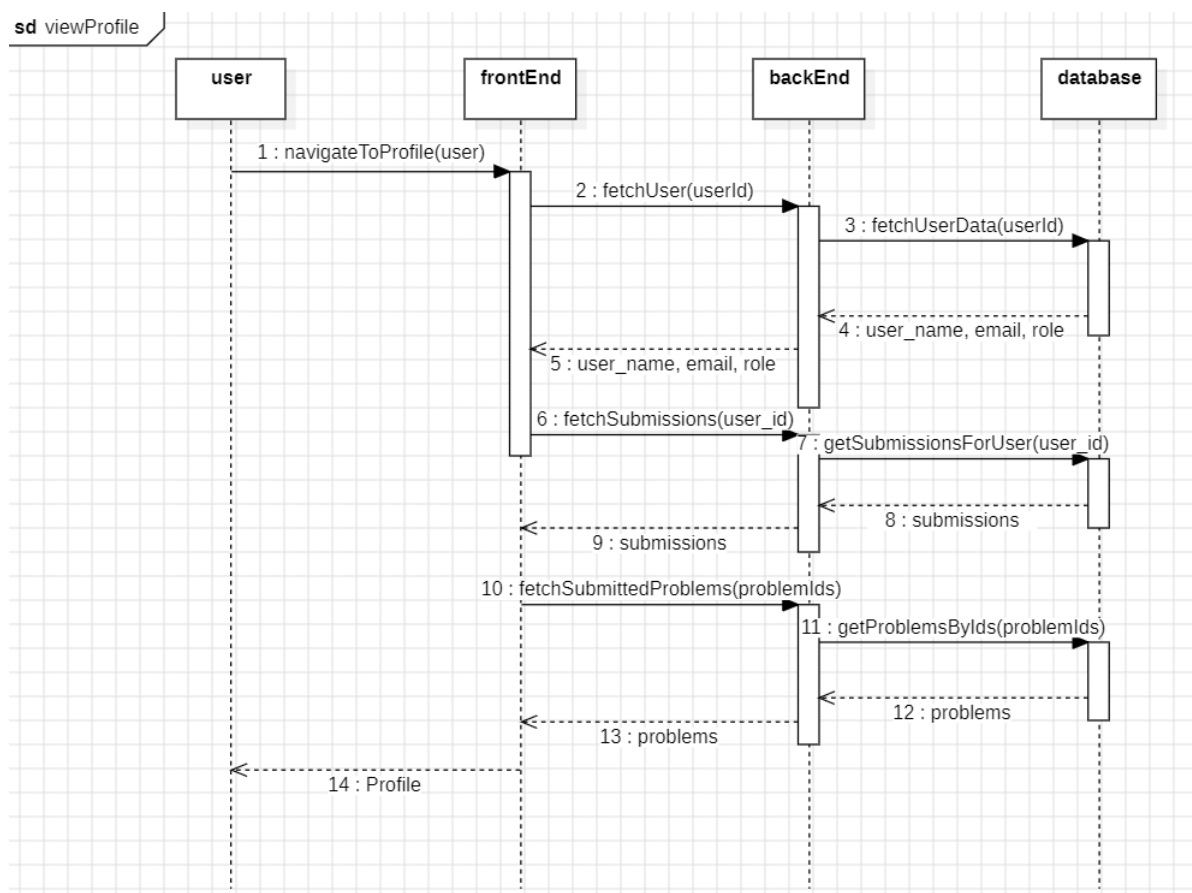 sd viewProfile
user
frontEnd
backEnd
database
1 : navigateToProfile(user)
2 : fetchUser(userId)
3 : fetchUserData(userId)
4 : user_name, email, role
5 : user_name, email, role
6 : fetchSubmissions(user_id)
7 : getSubmissionsForUser(user_id)
8 : submissions
9 : submissions
10 : fetchSubmittedProblems(problemIds)
11 : getProblemsByIds(problemIds)
12 : problems
13 : problems
14 : Profile